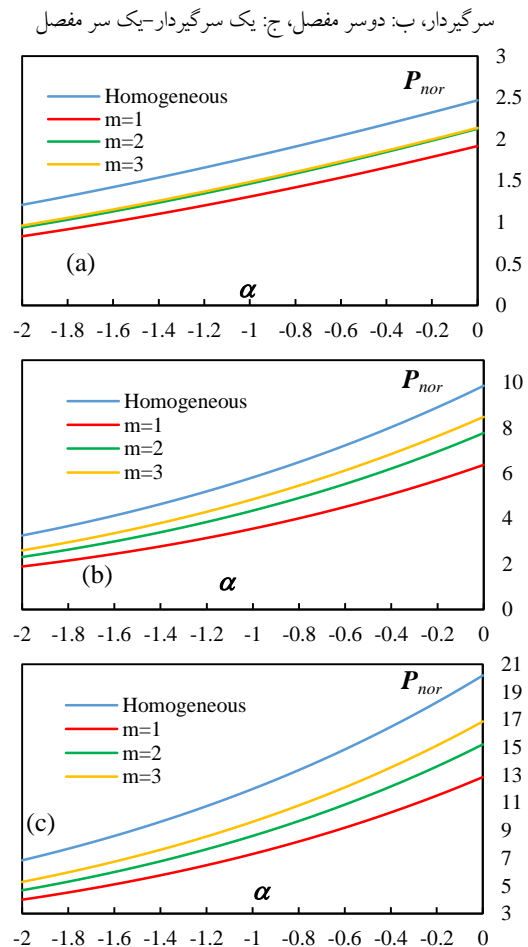 سرگیردار، ب: دوسر مفصل، ج: یک سرگیردار-یک سر مفصل
3
P_nor
Homogeneous
2.5
m=1
2
m=2
m=3
1.5
1
(a)
0.5
α
0
-2 -1.8 -1.6 -1.4 -1.2 -1 -0.8 -0.6 -0.4 -0.2 0
P_nor
10
Homogeneous
m=1
8
m=2
m=3
6
4
(b)
α
2
0
-2 -1.8 -1.6 -1.4 -1.2 -1 -0.8 -0.6 -0.4 -0.2 0
21
P_nor
19
Homogeneous
17
m=1
m=2
15
m=3
13
11
(c)
9
7
α
5
3
-2 -1.8 -1.6 -1.4 -1.2 -1 -0.8 -0.6 -0.4 -0.2 0